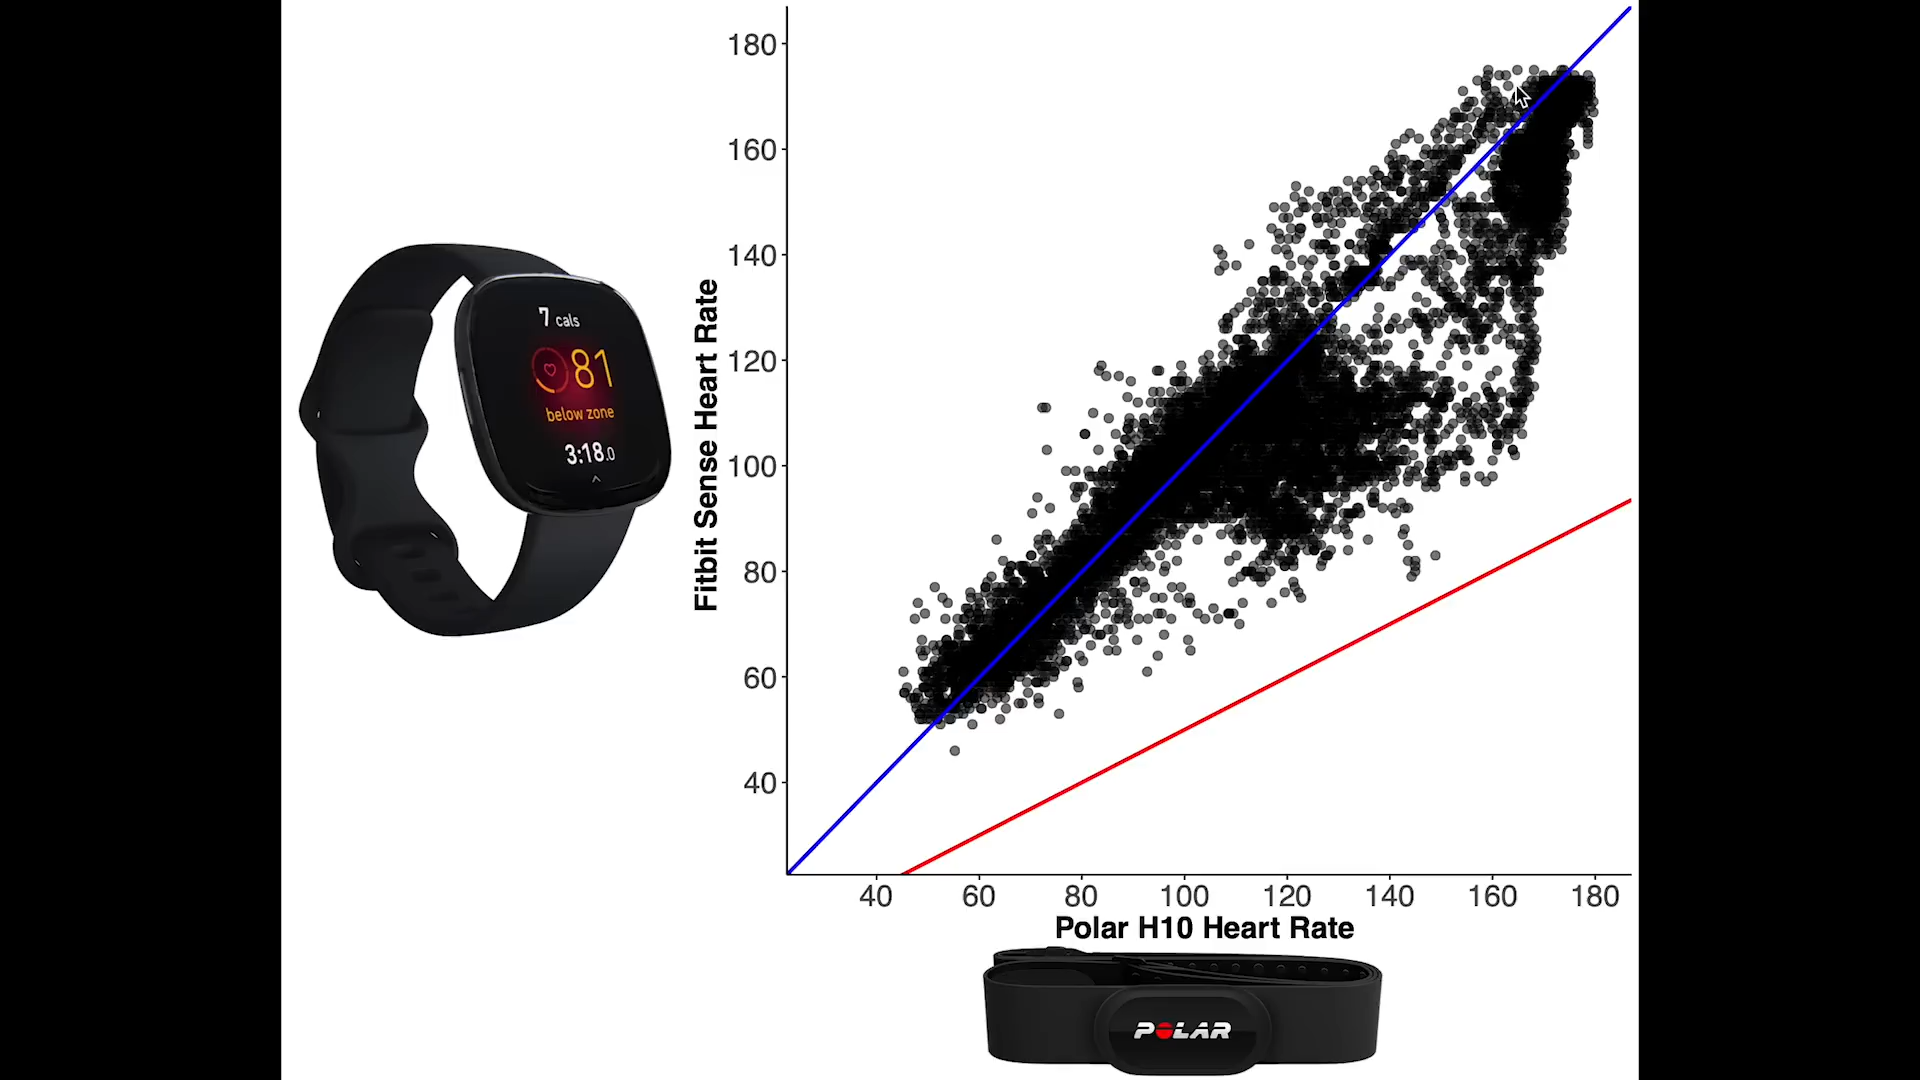 7 cals
81
below zone
3:18.0
Fitbit Sense Heart Rate
180
160
140
120
100
80
60
40
40 60 80 100 120 140 160 180
Polar H10 Heart Rate
POLAR